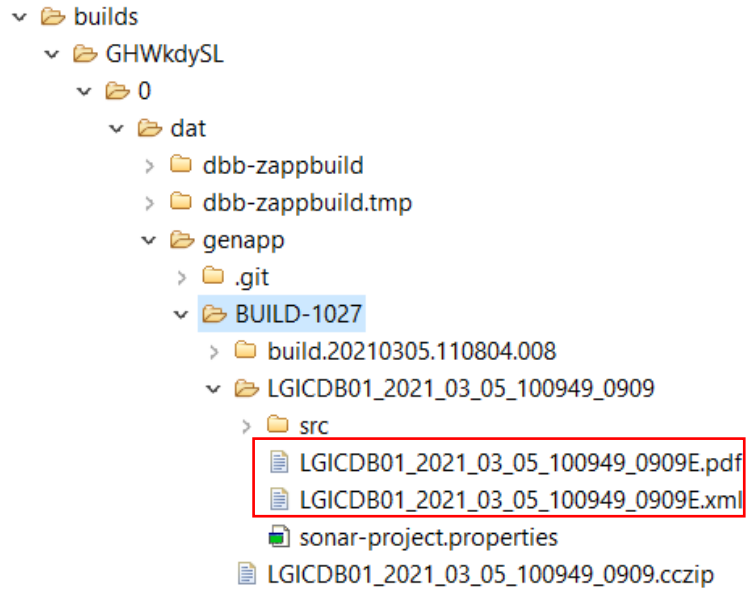 builds
GHWkdySL
0
dat
dbb-zappbuild
dbb-zappbuild.tmp
genapp
.git
BUILD-1027
build.20210305.110804.008
LGICDB01_2021_03_05_100949_0909
src
LGICDB01_2021_03_05_100949_0909E.pdf
LGICDB01_2021_03_05_100949_0909E.xml
sonar-project.properties
LGICDB01_2021_03_05_100949_0909.cczip